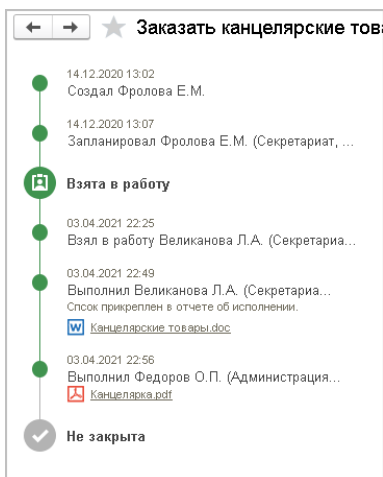 Заказать канцелярские тов
14.12.2020 13:02
Создал Фролова Е.М.
14.12.2020 13:07
Запланировал Фролова Е.М. (Секретариат, ...
Взята в работу
03.04.2021 22:25
Взял в работу Великанова Л.А. (Секретариа...
03.04.2021 22:49
Выполнил Великанова Л.А. (Секретариа...
Спсок прикреплен в отчете об исполнении.
W Канцелярские товары.doc
03.04.2021 22:56
Выполнил Федоров О.П. (Администрация...
Канцелярка.pdf
Не закрыта